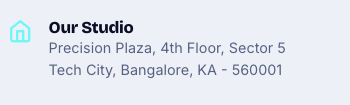 Our Studio
Precision Plaza, 4th Floor, Sector 5
Tech City, Bangalore, KA - 560001